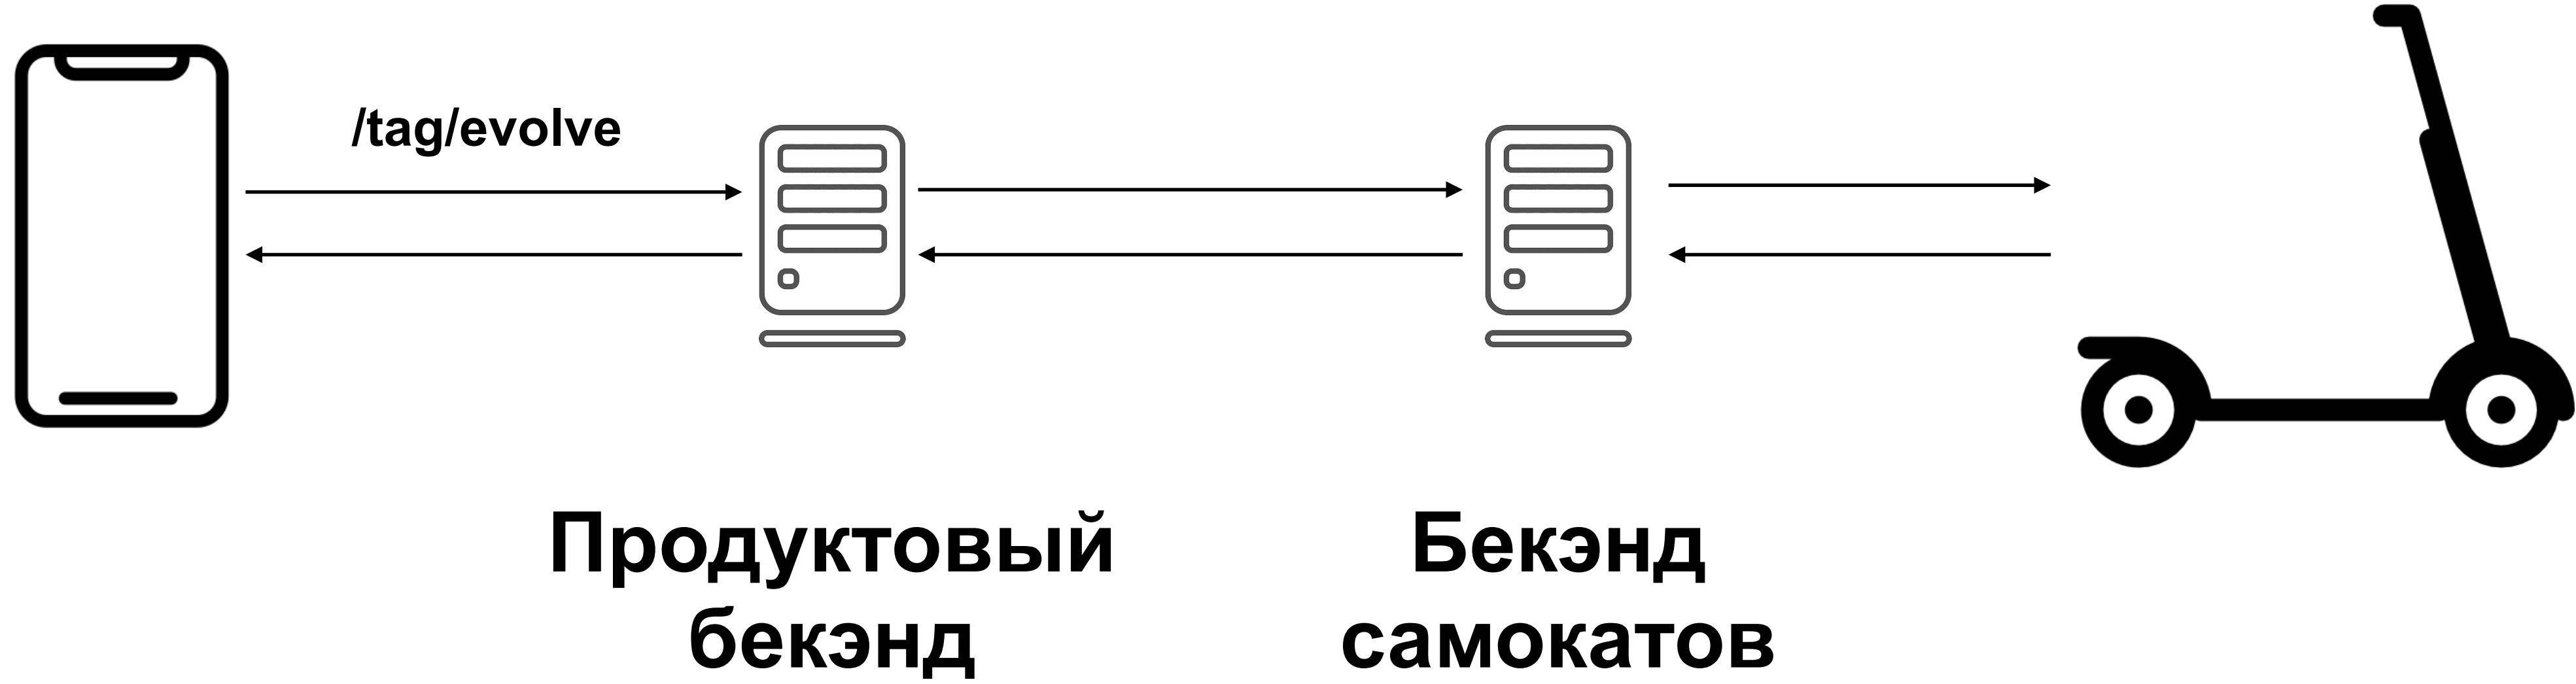 /tag/evolve
Продуктовый
бекэнд
Бекэнд
самокатов